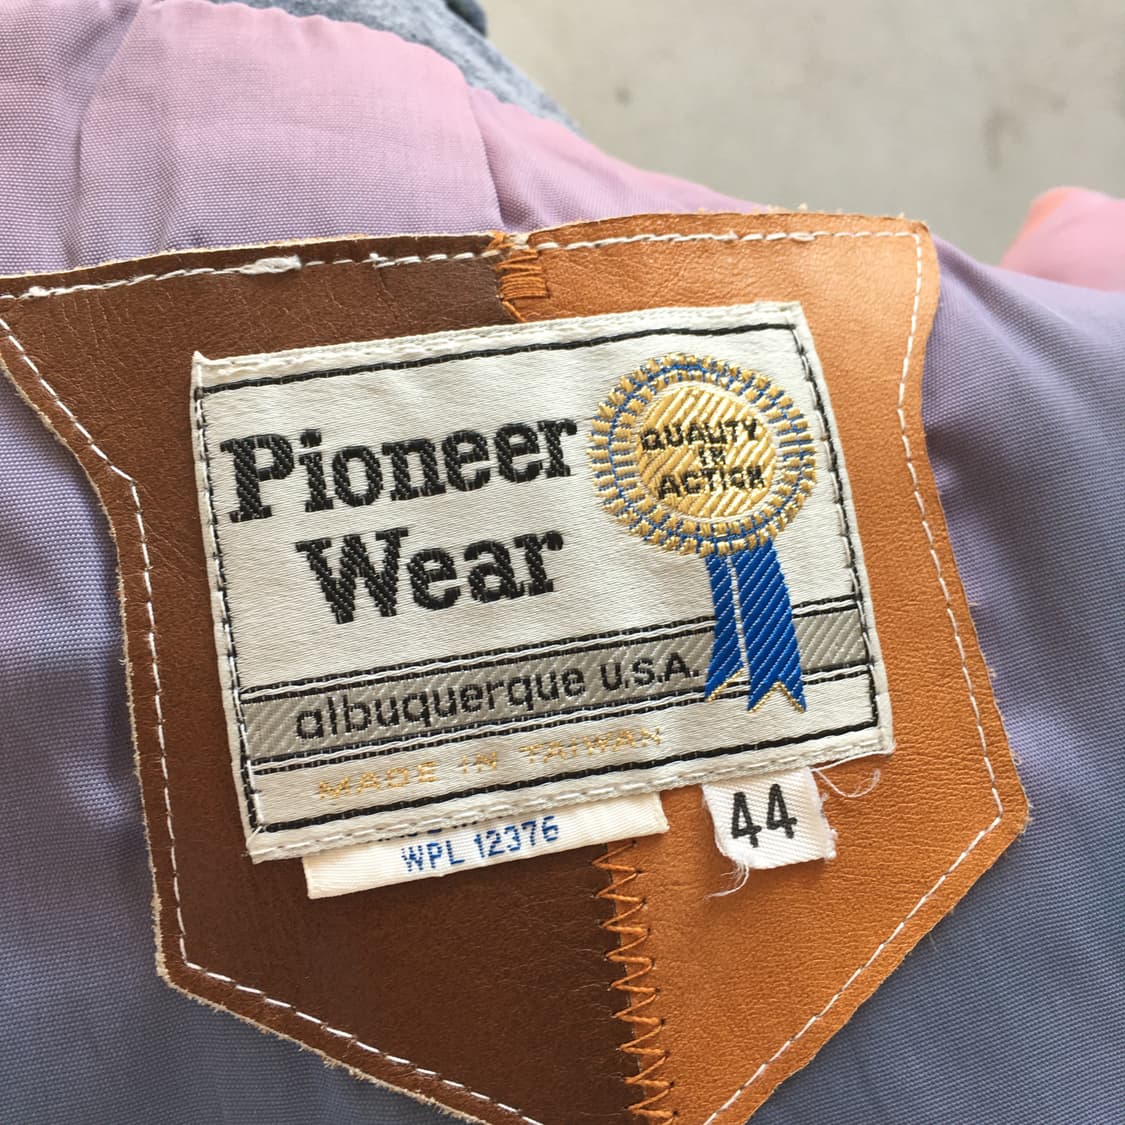 Pioneer
Wear
QUALITY
IN
ACTION
albuquerque U.S.A.
MADE IN TAIWAN
WPL 12376
44